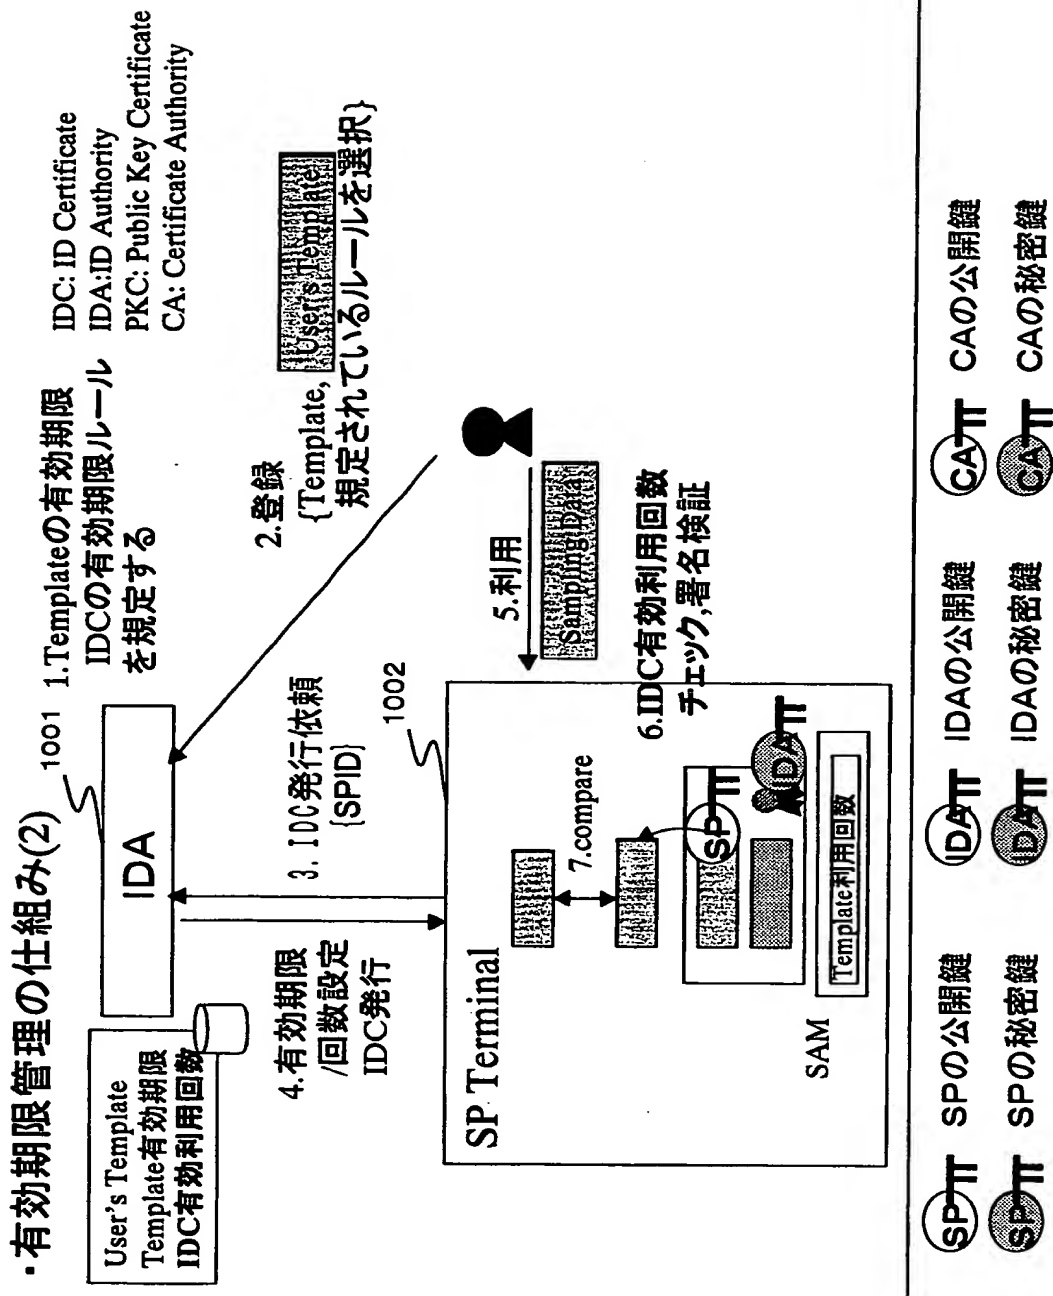 ・有効期限管理の仕組み(2)
User's Template
Template有効期限
IDC有効利用回数
IDA
1001
1.Templateの有効期限
IDCの有効期限ルール
を規定する
IDC: ID Certificate
IDA:ID Authority
PKC: Public Key Certificate
CA: Certificate Authority
2.登録
{Template, User's Template
規定されているルールを選択}
3. IDC発行依頼
{SPID}
4.有効期限
/回数設定
IDC発行
1002
SP Terminal
5.利用
Sampling Data
6.IDC有効利用回数
チェック,署名検証
7.compare
SP
IDA
SAM
Template利用回数
SP SPの公開鍵
IDA IDAの公開鍵
CA CAの公開鍵
SP SPの秘密鍵
IDA IDAの秘密鍵
CA CAの秘密鍵